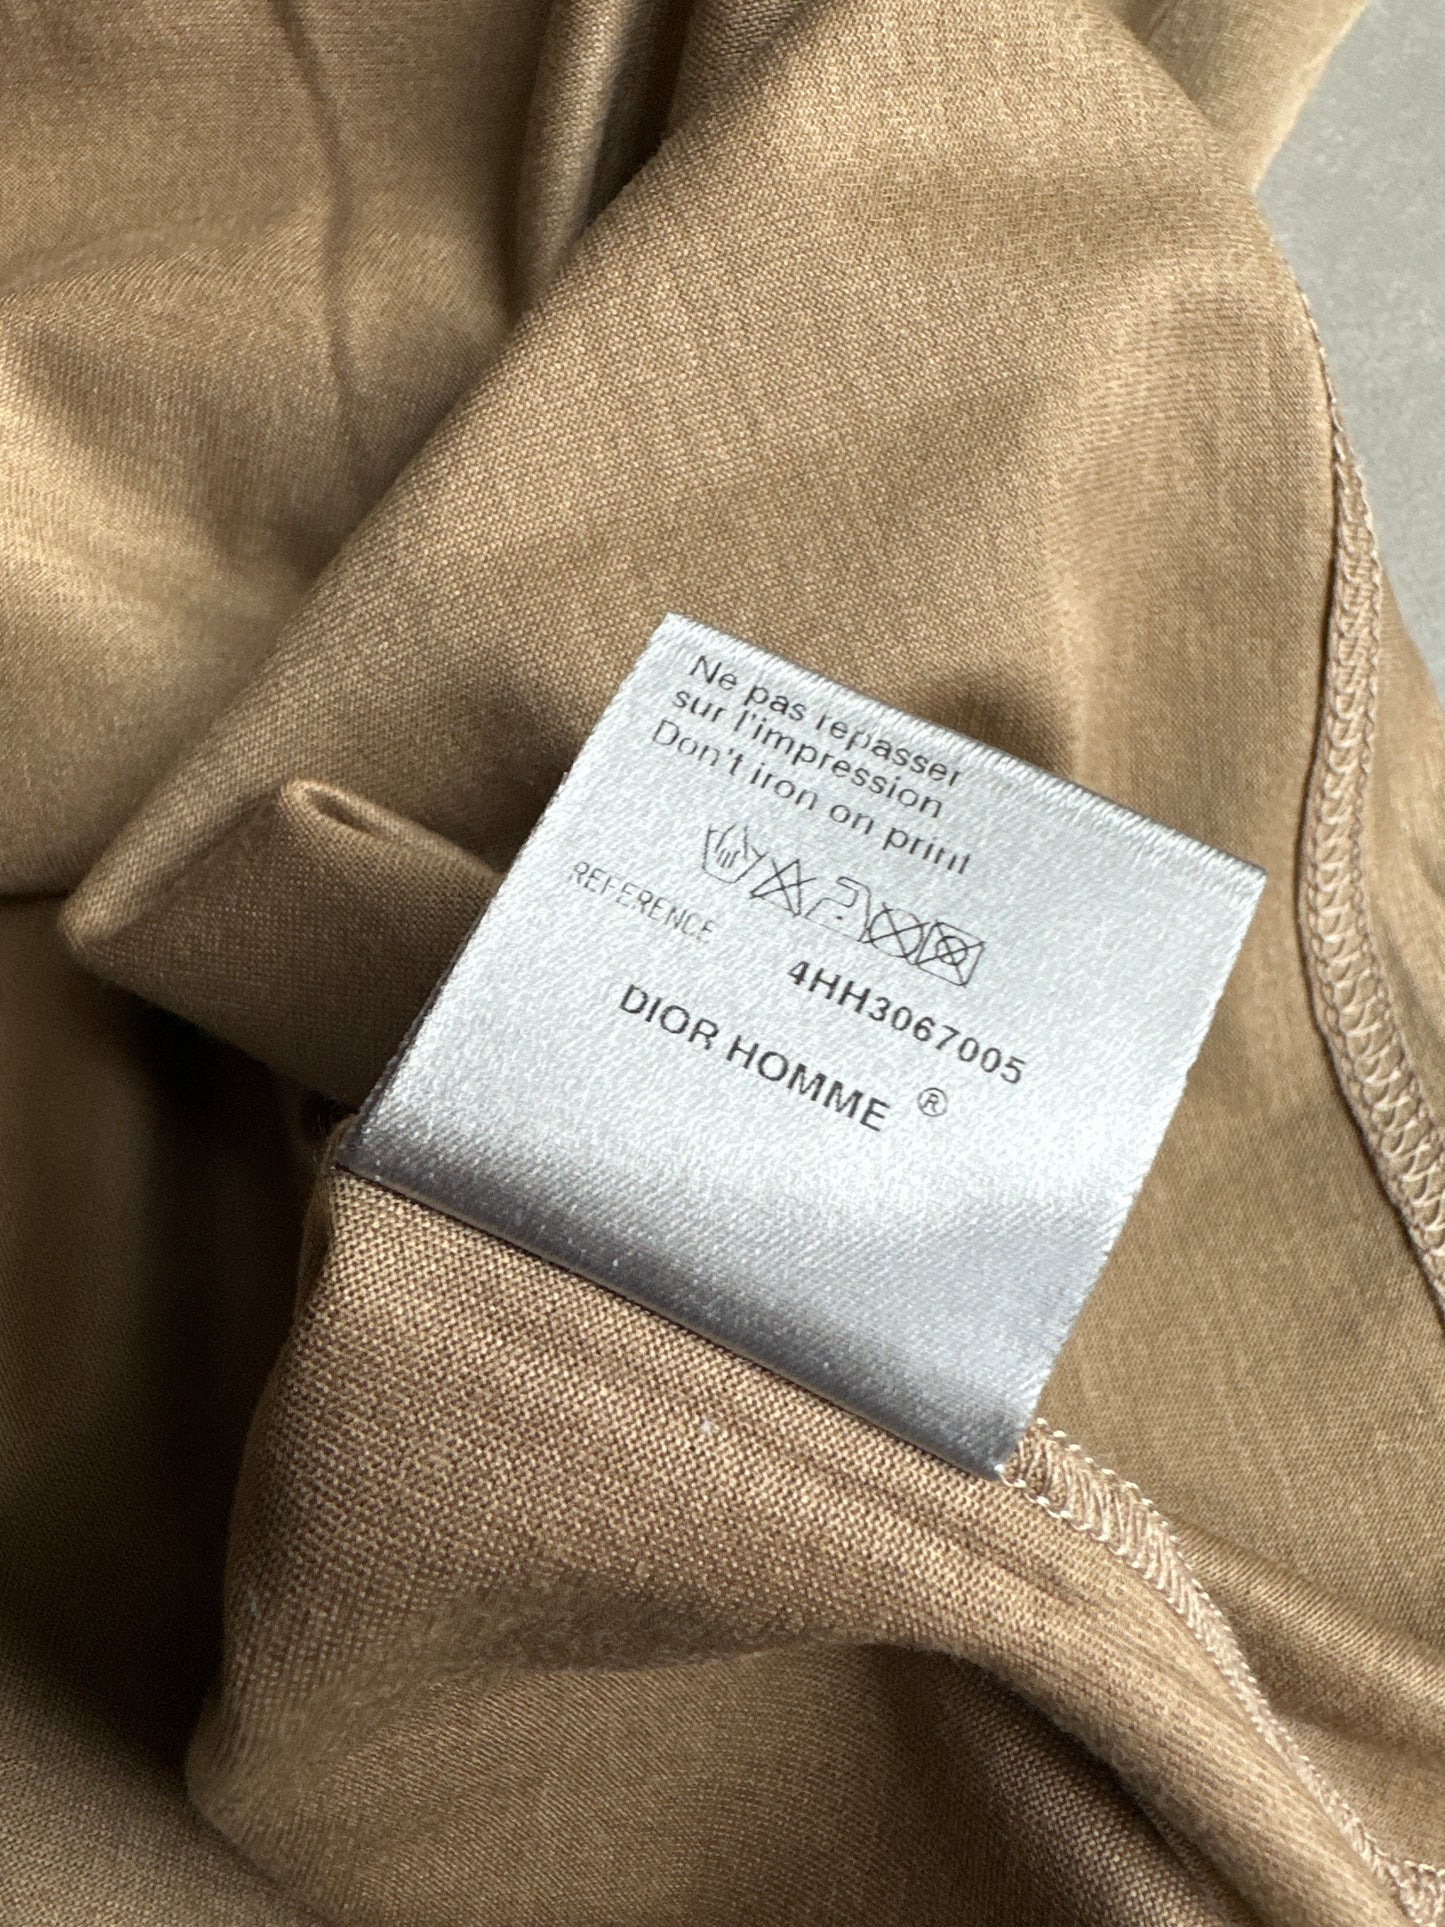 Ne pas repasser
sur l'impression
Don't iron on print
REFERENCE
4HH3067005
DIOR HOMME ®